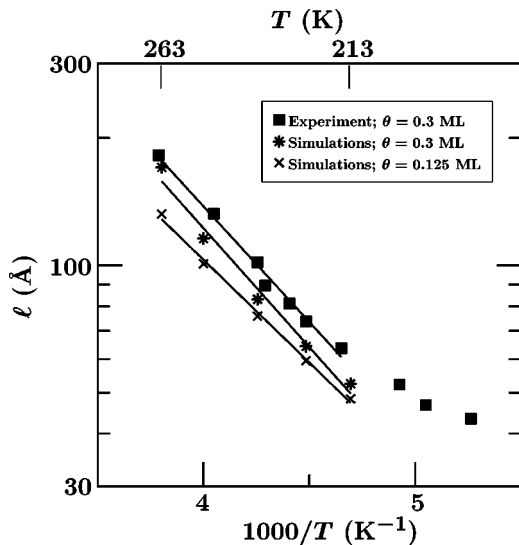 T (K)
263 213
300
Experiment; θ = 0.3 ML
Simulations; θ = 0.3 ML
Simulations; θ = 0.125 ML
100
ℓ (Å)
30
4 5
1000/T (K⁻¹)